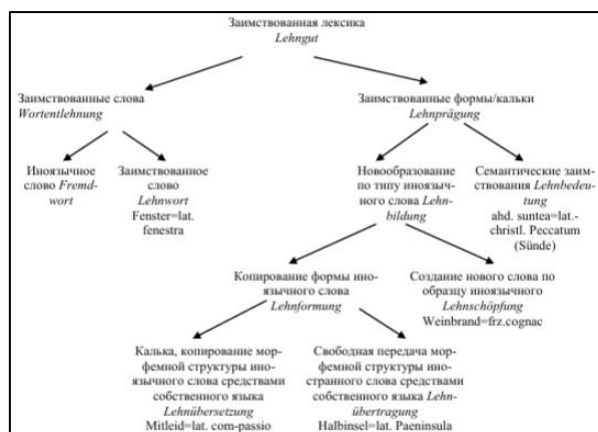 Заимствованная лексика
Lehngut
Заимствованные слова
Wortentlehnung
Заимствованные формы/кальки
Lehnprägung
Иноязычное
слово Fremd-
wort
Заимствованное
слово
Lehnwort
Fenster=lat.
fenestra
Новообразование
по типу иноязыч-
ного слова Lehn-
bildung
Семантические заим-
ствования Lehnbedeu-
tung
ahd. suntea=lat.-
christl. Peccatum
(Sünde)
Копирование формы ино-
язычного слова
Lehnformung
Создание нового слова по
образцу иноязычного
Lehnschöpfung
Weinbrand=frz.cognac
Калька, копирование мор-
фемной структуры ино-
язычного слова средствами
собственного языка
Lehnübersetzung
Mitleid=lat. com-passio
Свободная передача мор-
фемной структуры ино-
странного слова средствами
собственного языка Lehn-
übertragung
Halbinsel=lat. Paeninsula